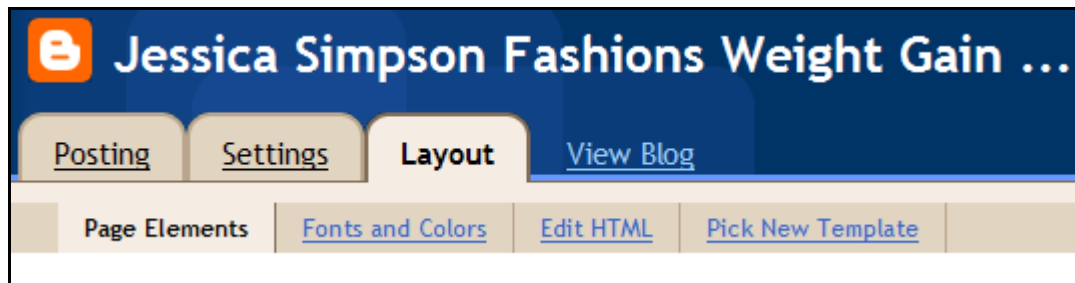 Jessica Simpson Fashions Weight Gain ...
Posting Settings Layout View Blog
Page Elements Fonts and Colors Edit HTML Pick New Template